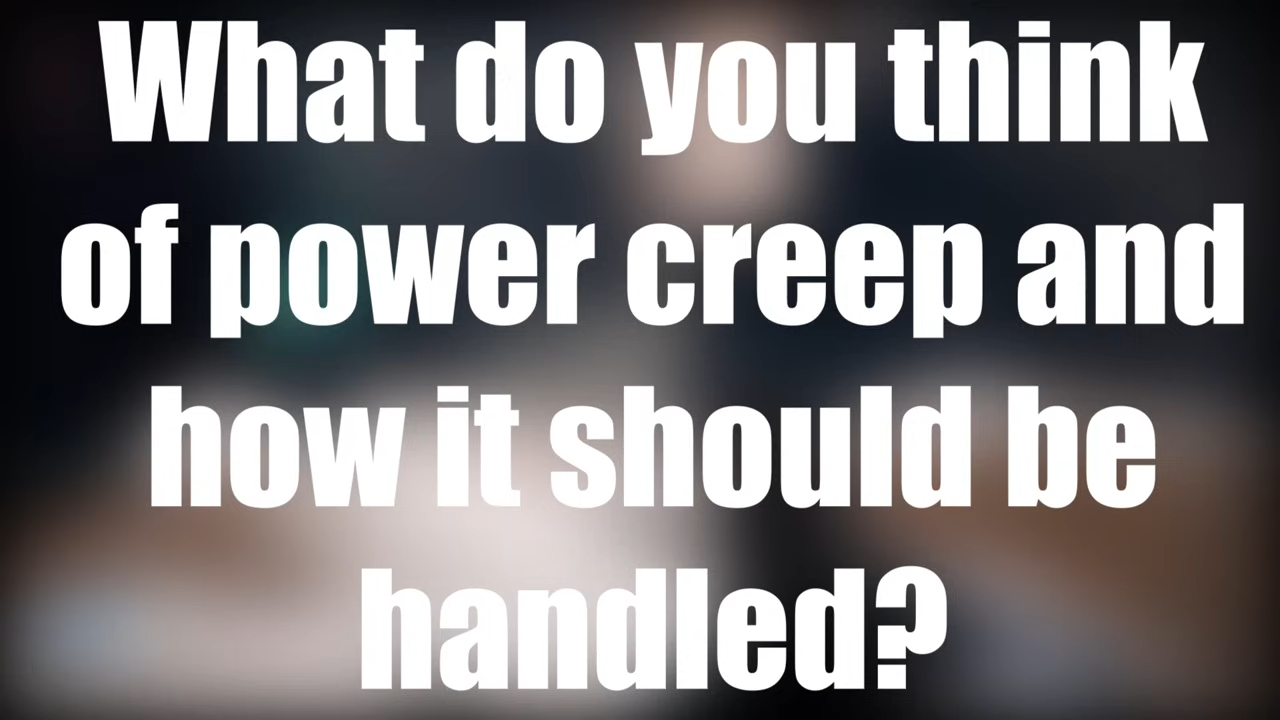 What do you think
of power creep and
how it should be
handled?